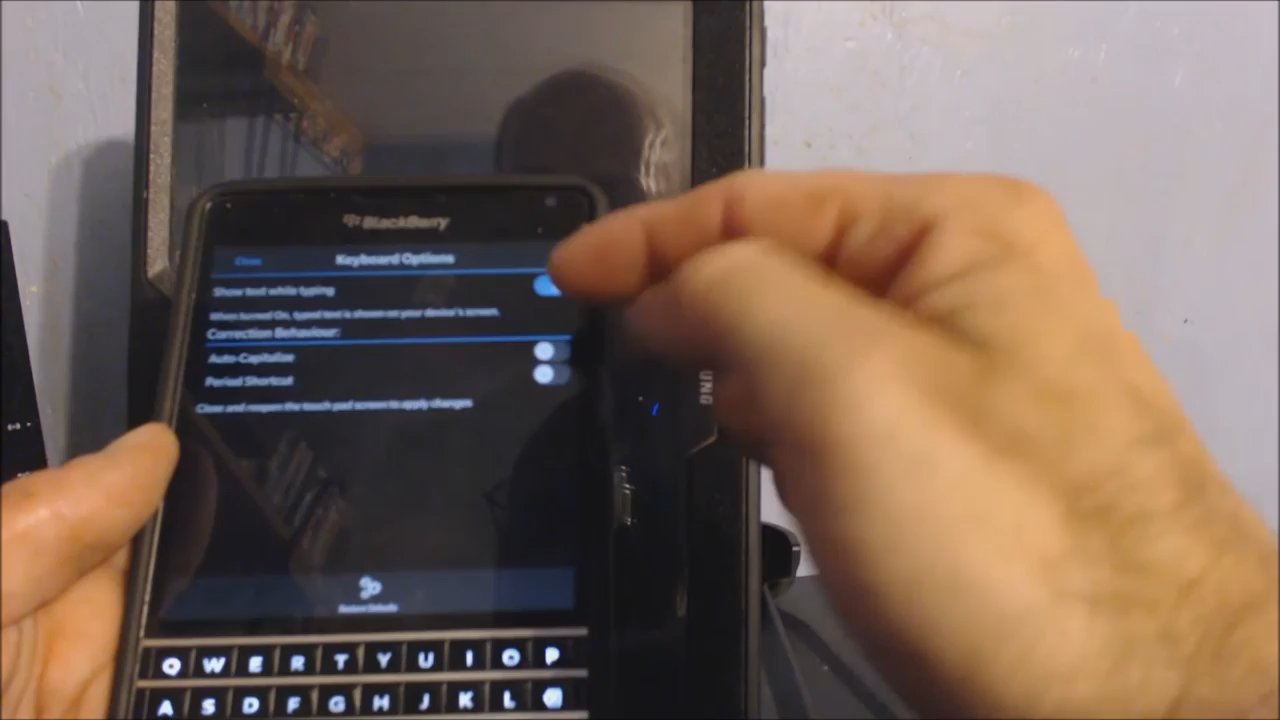 BlackBerry
Close Keyboard Options
Show text while typing
When turned On, typed text is shown on your device's screen.
Correction Behaviour:
Auto-Capitalize
Period Shortcut
Close and reopen the touch pad screen to apply changes
UNG
Restore Defaults
Q W E R T Y U I O P
A S D F G H J K L